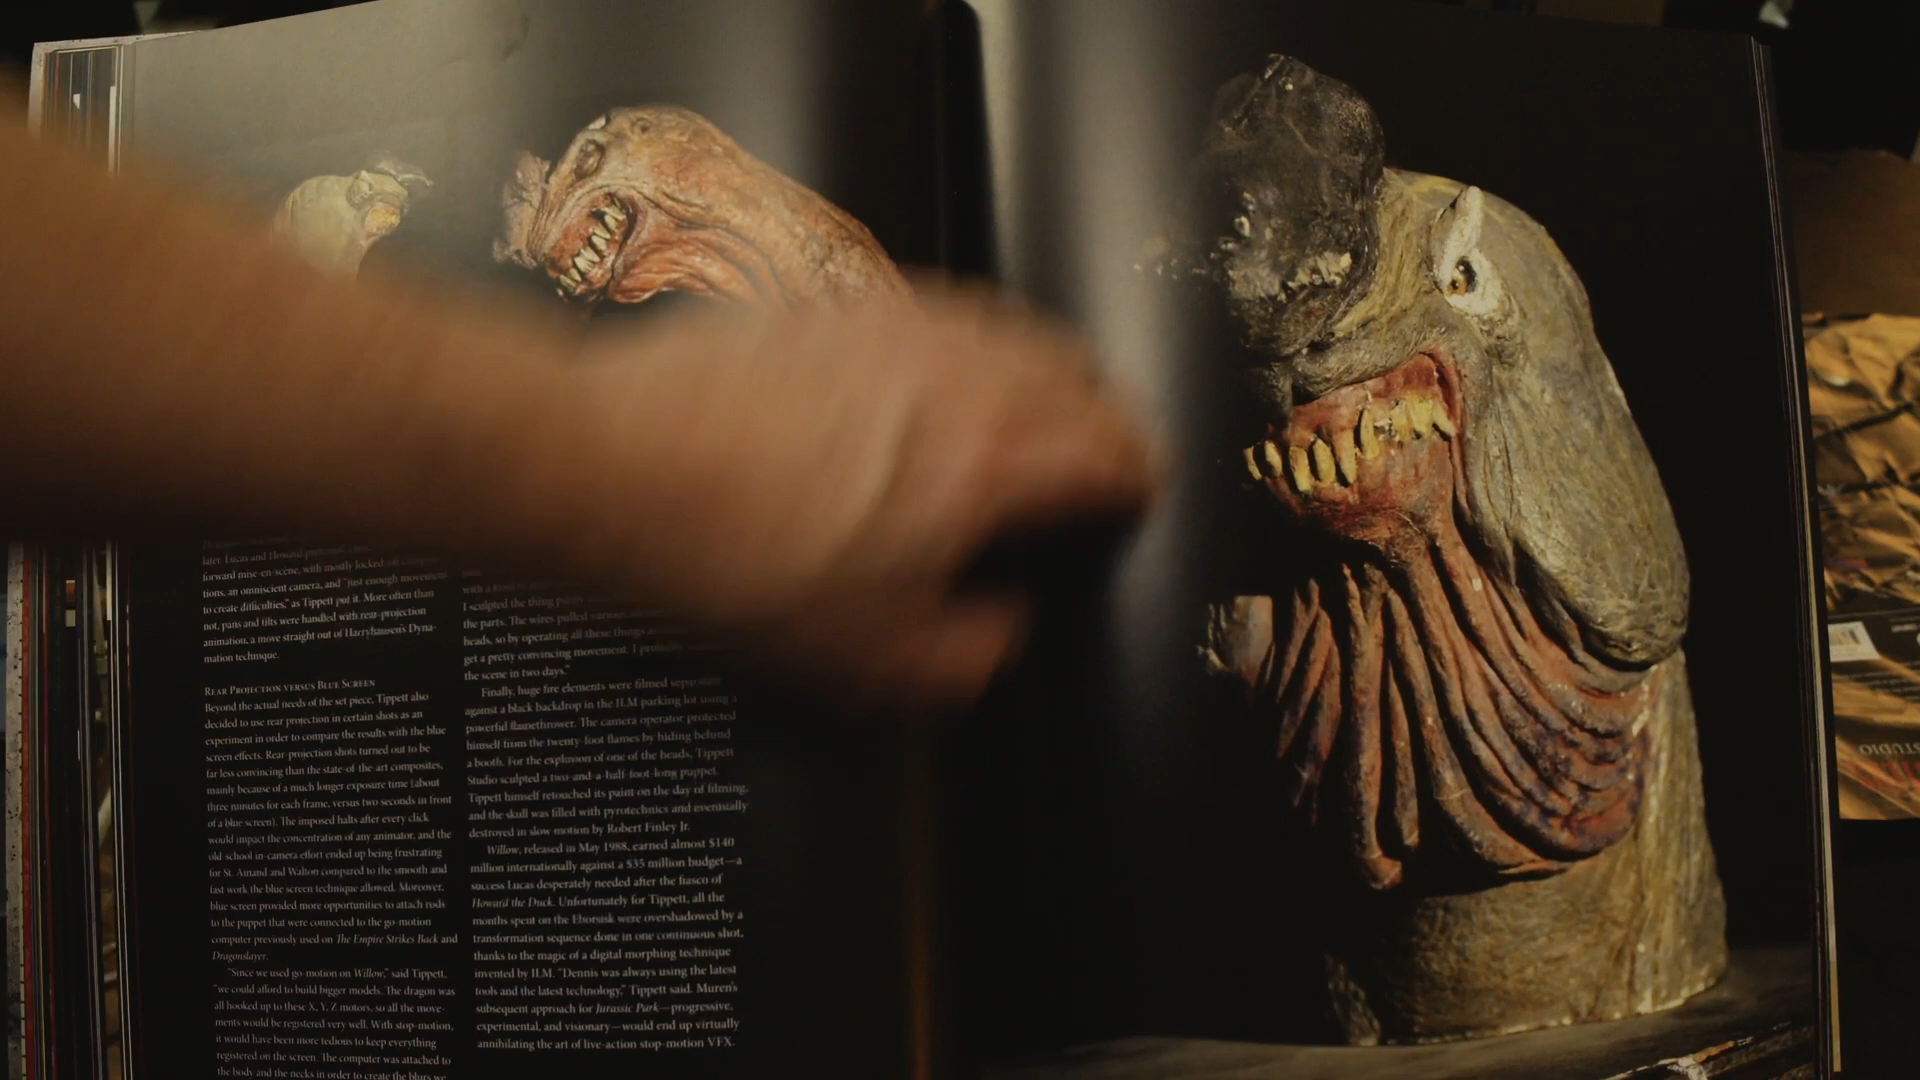 later. Lucas and Howard preferred a
forward mise-en-scène, with mostly locked-off
tions, an omniscient camera, and "just enough movement
to create difficulties," as Tippett put it. More often than
not, pans and tilts were handled with rear-projection
animation, a move straight out of Harryhausen's Dyna-
mation technique.
REAR PROJECTION VERSUS BLUE SCREEN
Beyond the actual needs of the set piece, Tippett also
decided to use rear projection in certain shots as an
experiment in order to compare the results with the blue
screen effects. Rear-projection shots turned out to be
far less convincing than the state-of-the-art composites,
mainly because of a much longer exposure time (about
three minutes for each frame, versus two seconds in front
of a blue screen). The imposed halts after every click
would impact the concentration of any animator, and the
old-school in-camera effort ended up being frustrating
for St. Amand and Walton compared to the smooth and
fast work the blue screen technique allowed. Moreover,
blue screen provided more opportunities to attach rods
to the puppet that were connected to the go-motion
computer previously used on The Empire Strikes Back and
Dragonslayer.
"Since we used go-motion on Willow," said Tippett,
"we could afford to build bigger models. The dragon was
all hooked up to these X, Y, Z motors, so all the move-
ments would be registered very well. With stop-motion,
it would have been more tedious to keep everything
registered on the screen. The computer was attached to
the body and the necks in order to create the blurs we
with a
I sculpted the thing
the parts. The wires pulled various
heads, so by operating all these things
get a pretty convincing movement. I
the scene in two days."
Finally, huge fire elements were filmed separately
against a black backdrop in the ILM parking lot using a
powerful flamethrower. The camera operator protected
himself from the twenty-foot flames by hiding behind
a booth. For the explosion of one of the heads, Tippett
Studio sculpted a two-and-a-half-foot-long puppet.
Tippett himself retouched its paint on the day of filming,
and the skull was filled with pyrotechnics and eventually
destroyed in slow motion by Robert Finley Jr.
Willow, released in May 1988, earned almost $140
million internationally against a $35 million budget—a
success Lucas desperately needed after the fiasco of
Howard the Duck. Unfortunately for Tippett, all the
months spent on the Eborsisk were overshadowed by a
transformation sequence done in one continuous shot,
thanks to the magic of a digital morphing technique
invented by ILM. "Dennis was always using the latest
tools and the latest technology," Tippett said. Muren's
subsequent approach for Jurassic Park—progressive,
experimental, and visionary—would end up virtually
annihilating the art of live-action stop-motion VFX.
STUDIO